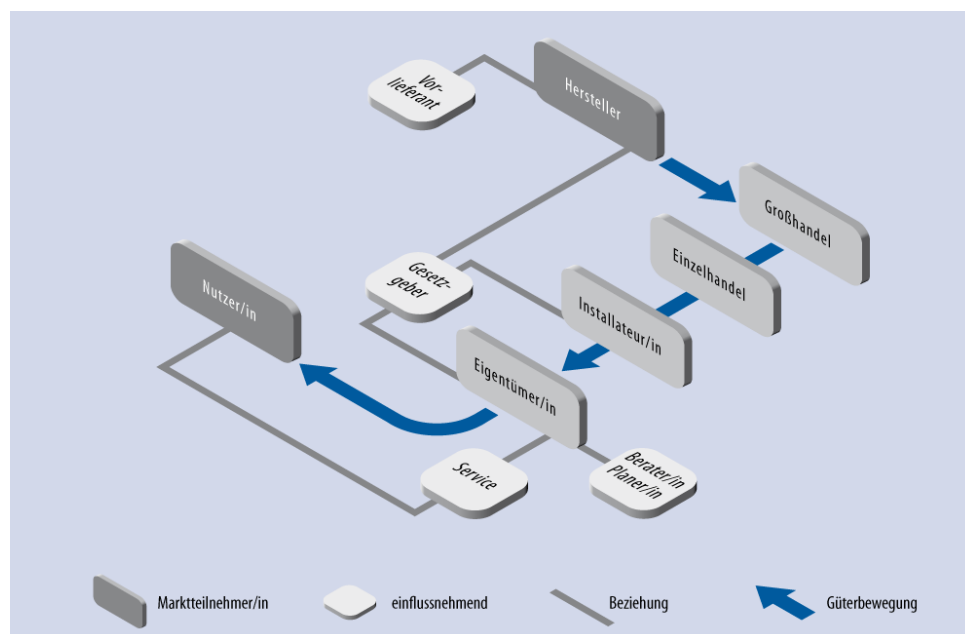 Vor-
lieferant
Hersteller
Großhandel
Einzelhandel
Gesetz-
geber
Nutzer/in
Installateur/in
Eigentümer/in
Service
Berater/in
Planer/in
Marktteilnehmer/in
einflussnehmend
Beziehung
Güterbewegung